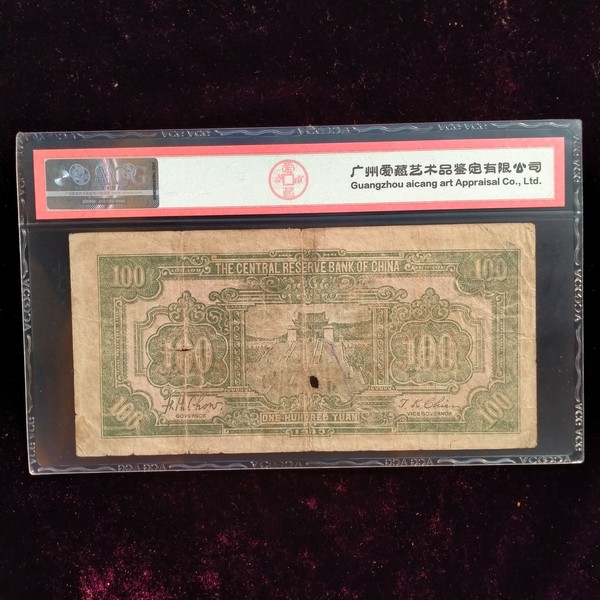 广州爱藏艺术品鉴定有限公司
Guangzhou aicang art Appraisal Co., Ltd.
THE CENTRAL RESERVE BANK OF CHINA
100 100
100 100
GOVERNOR
VICE GOVERNOR
100 100
ONE HUNDRED YUAN